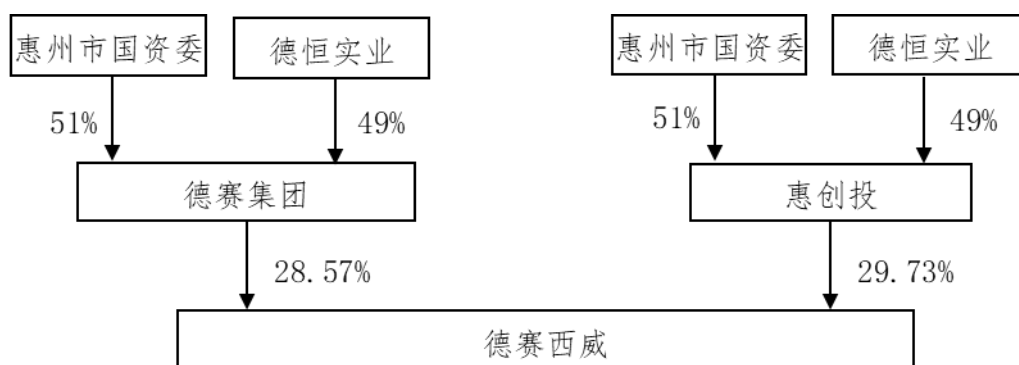 惠州市国资委
德恒实业
惠州市国资委
德恒实业
51%
49%
51%
49%
德赛集团
惠创投
28.57%
29.73%
德赛西威